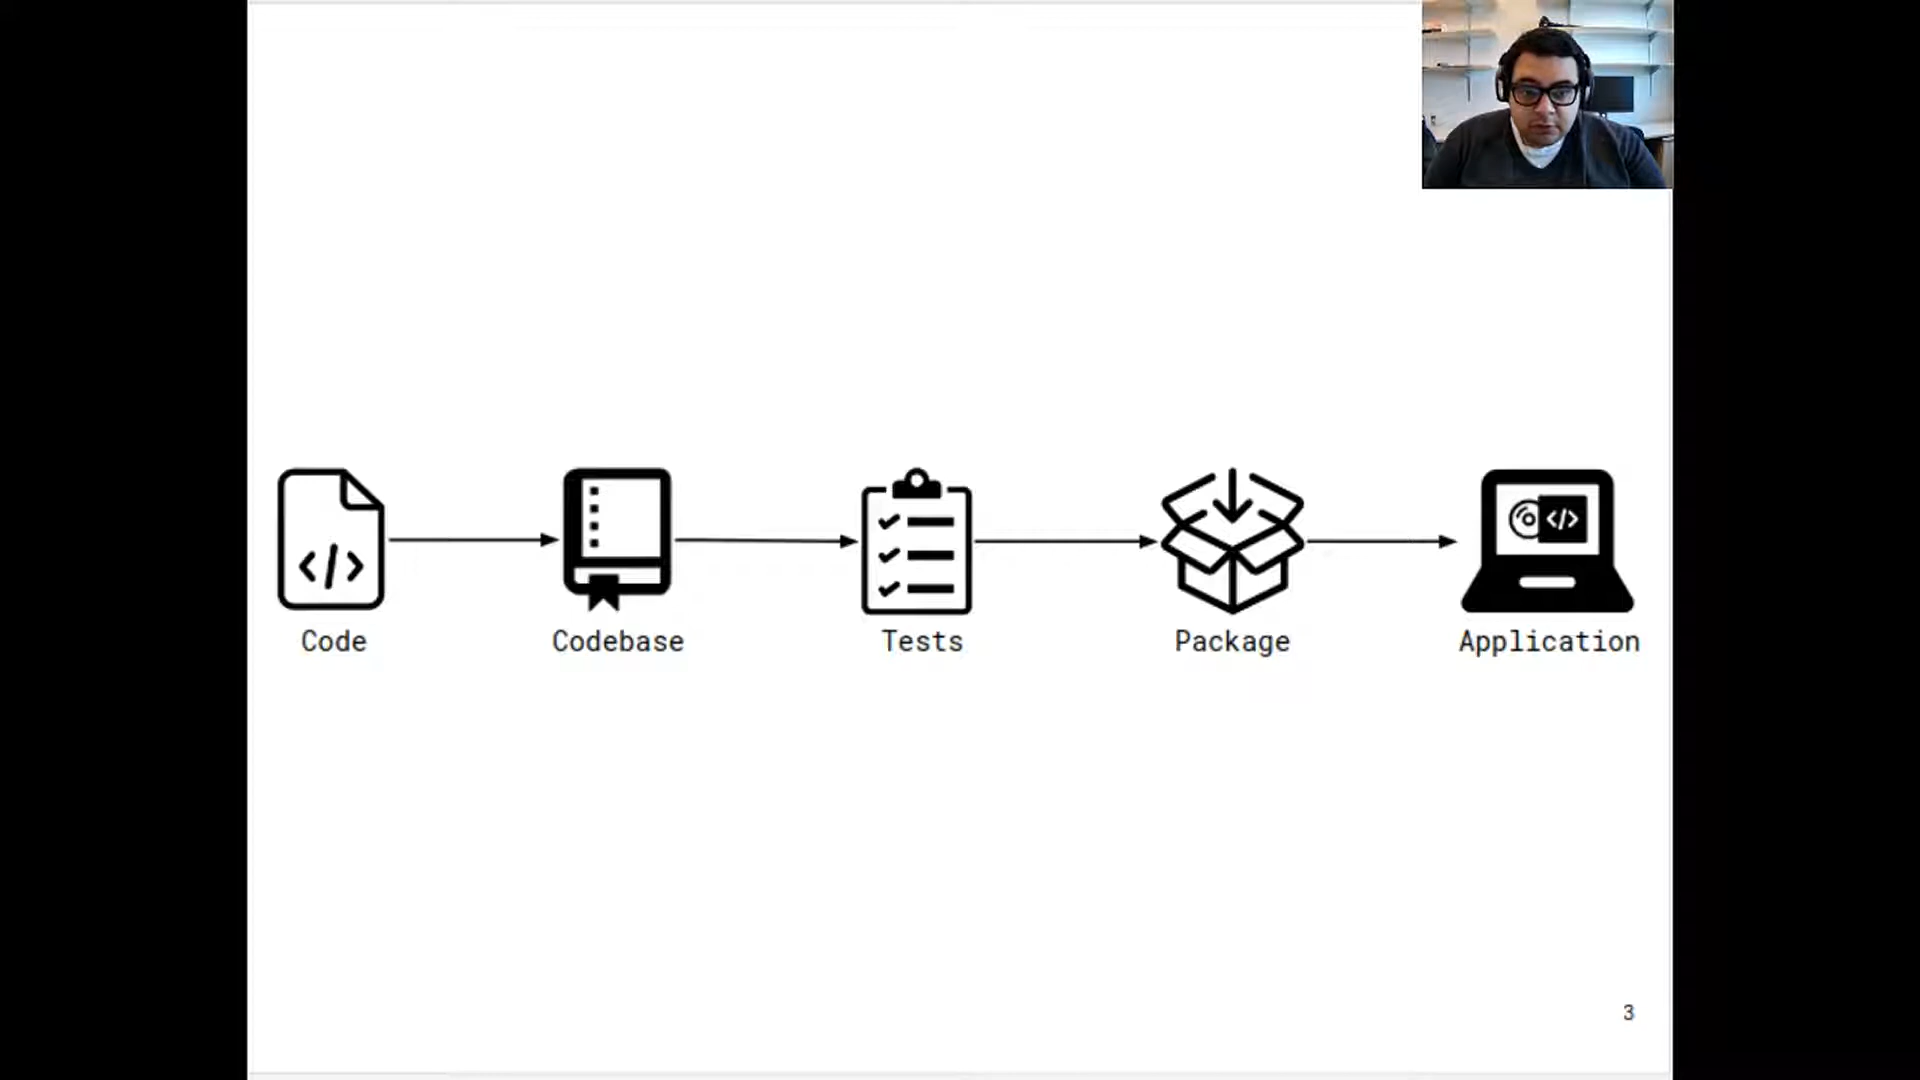 </>
</>
Code
Codebase
Tests
Package
Application
3